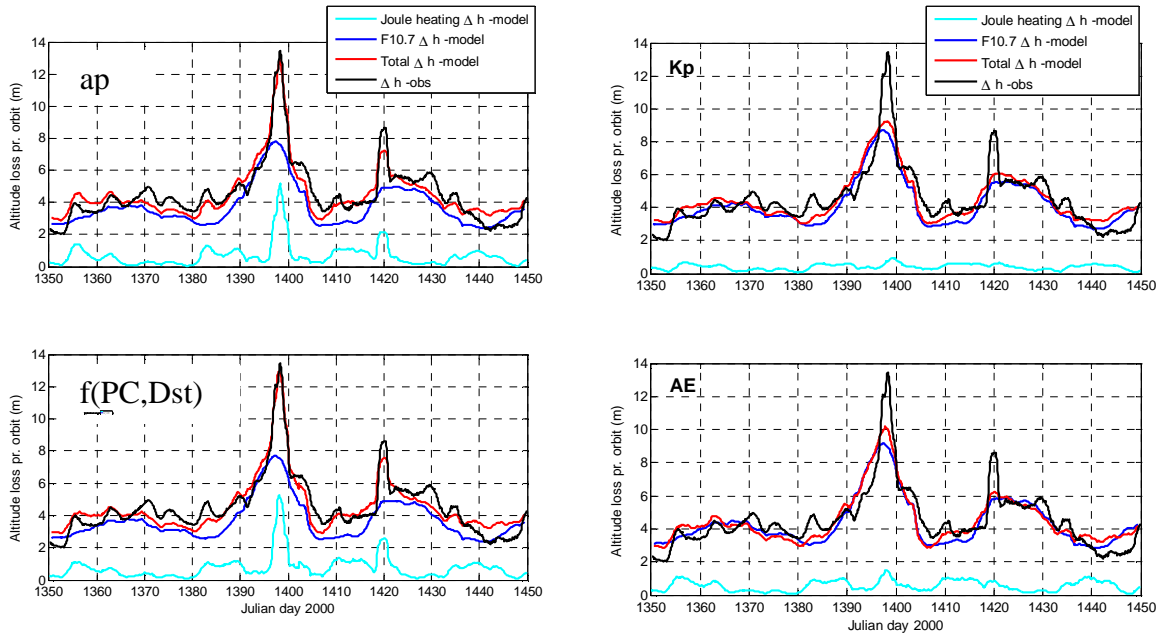 Joule heating Δ h -model
F10.7 Δ h -model
Total Δ h -model
Δ h -obs
ap
Altitude loss pr. orbit (m)
14
12
10
8
6
4
2
0
1350 1360 1370 1380 1390 1400 1410 1420 1430 1440 1450
Joule heating Δ h -model
F10.7 Δ h -model
Total Δ h -model
Δ h -obs
Kp
Altitude loss pr. orbit (m)
14
12
10
8
6
4
2
0
1350 1360 1370 1380 1390 1400 1410 1420 1430 1440 1450
f(PC,Dst)
Altitude loss pr. orbit (m)
14
12
10
8
6
4
2
0
1350 1360 1370 1380 1390 1400 1410 1420 1430 1440 1450
Julian day 2000
AE
Altitude loss pr. orbit (m)
14
12
10
8
6
4
2
0
1350 1360 1370 1380 1390 1400 1410 1420 1430 1440 1450
Julian day 2000